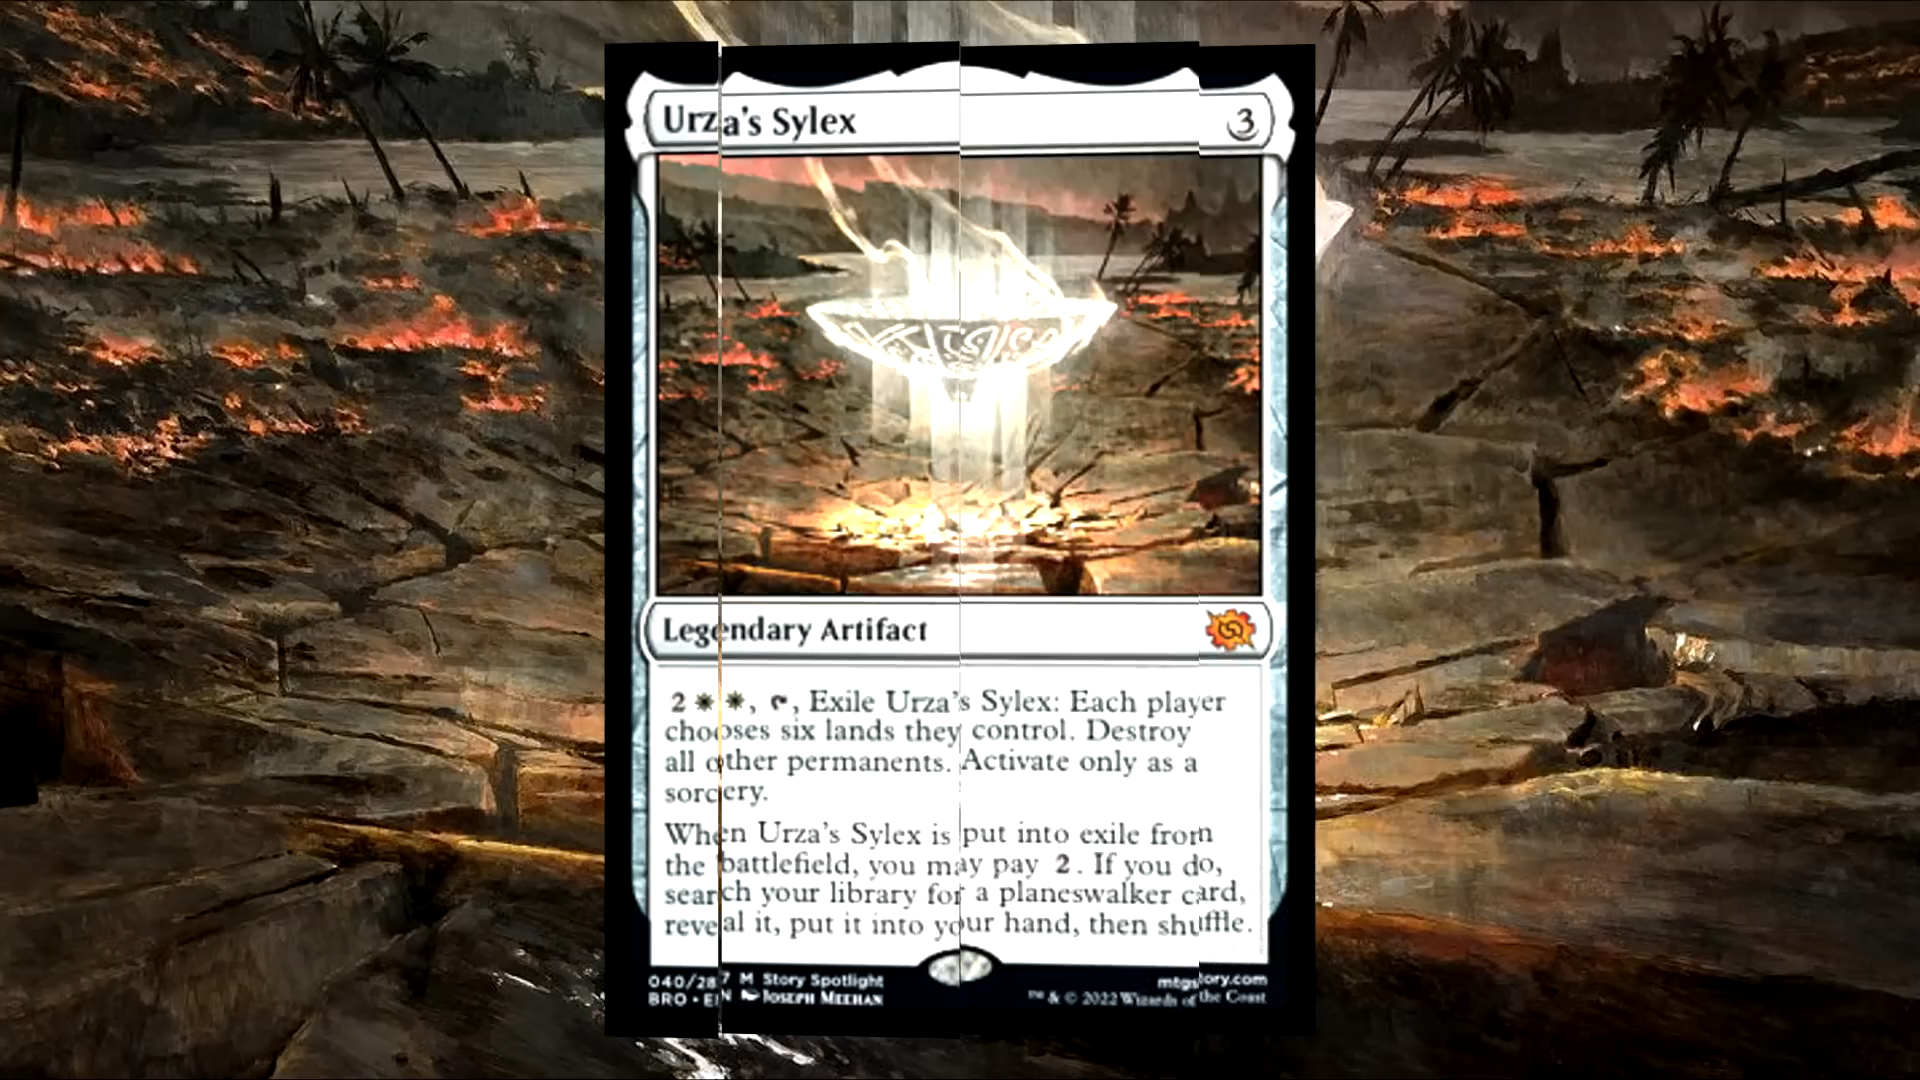 Urza's Sylex 3
Legendary Artifact
2, Exile Urza's Sylex: Each player
chooses six lands they control. Destroy
all other permanents. Activate only as a
sorcery.
When Urza's Sylex is put into exile from
the battlefield, you may pay 2. If you do,
search your library for a planeswalker card,
reveal it, put it into your hand, then shuffle.
040/287 M Story Spotlight
mtgstory.com
BRO • EN Joseph Meehan
™ & © 2022 Wizards of the Coast